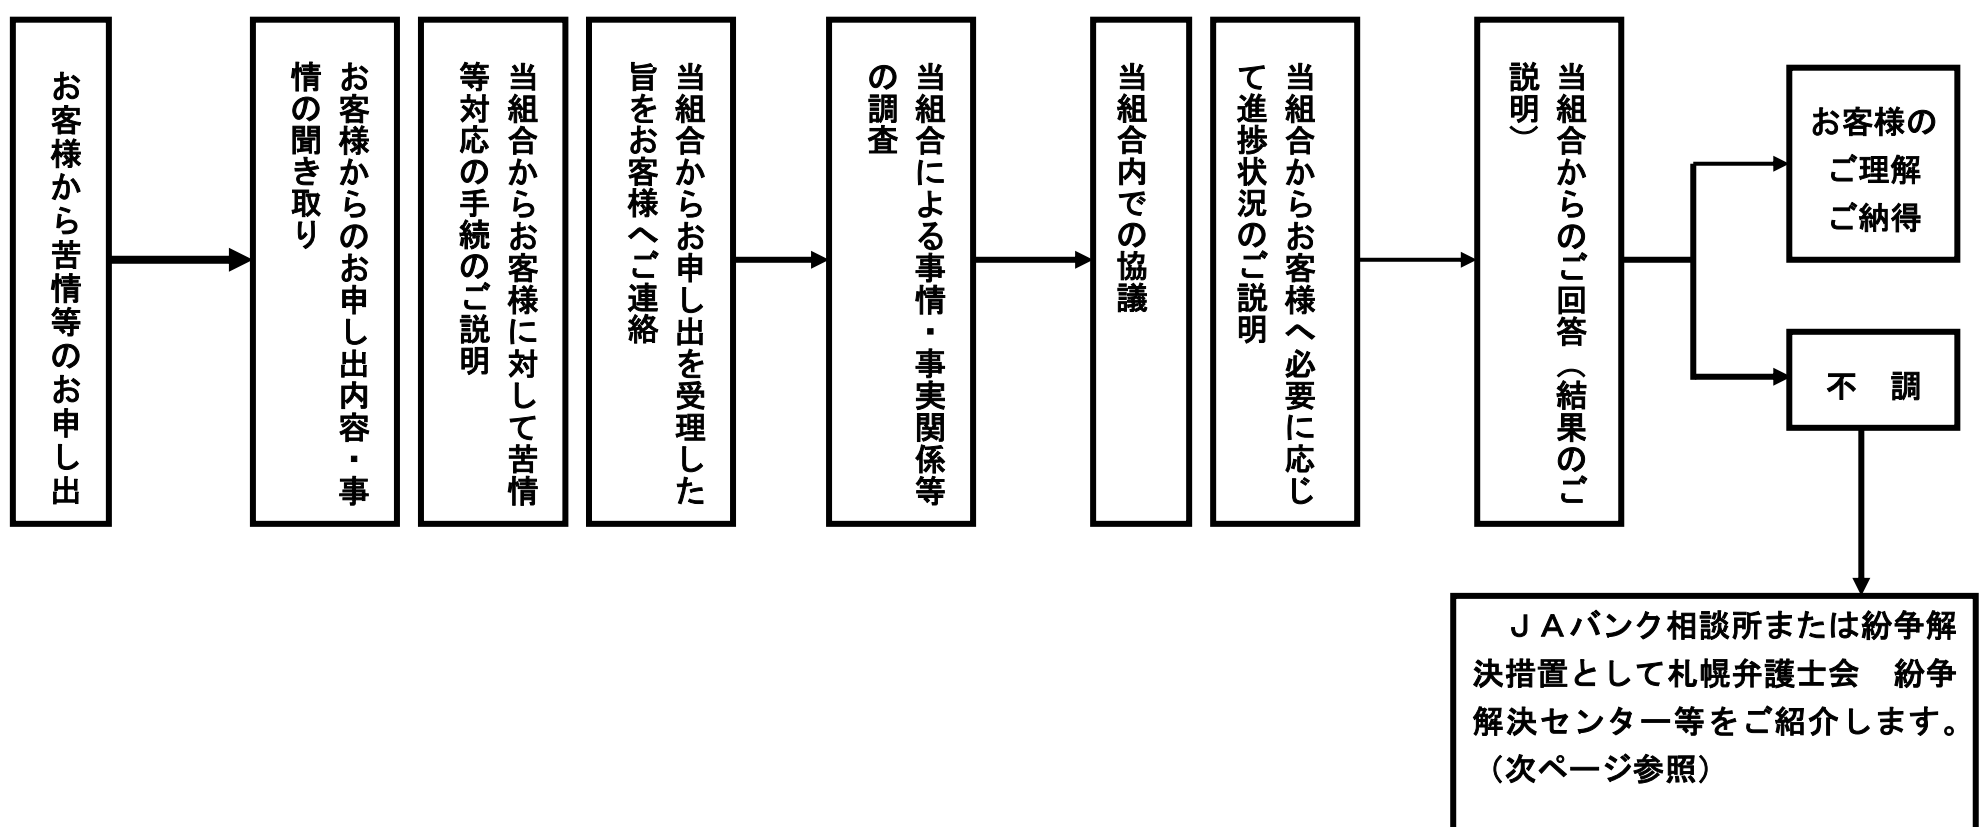 お客様から苦情等のお申し出
お客様からのお申し出内容・事
情の聞き取り
当組合からお客様に対して苦情
等対応の手続のご説明
当組合からお申し出を受理した
旨をお客様へご連絡
当組合による事情・事実関係等
の調査
当組合内での協議
当組合からお客様へ必要に応じ
て進捗状況のご説明
当組合からのご回答（結果のご
説明）
お客様の
ご理解
ご納得
不　調
ＪＡバンク相談所または紛争解
決措置として札幌弁護士会　紛争
解決センター等をご紹介します。
（次ページ参照）